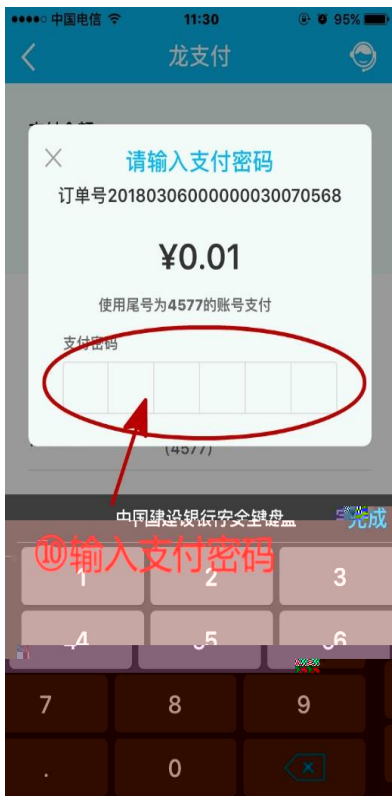 中国电信 11:30 95%
龙支付
请输入支付密码
订单号20180306000000030070568
¥0.01
使用尾号为4577的账号支付
支付密码
(4577)
中国建设银行安全键盘 完成
⑩输入支付密码
1 2 3
4 5 6
7 8 9
. 0